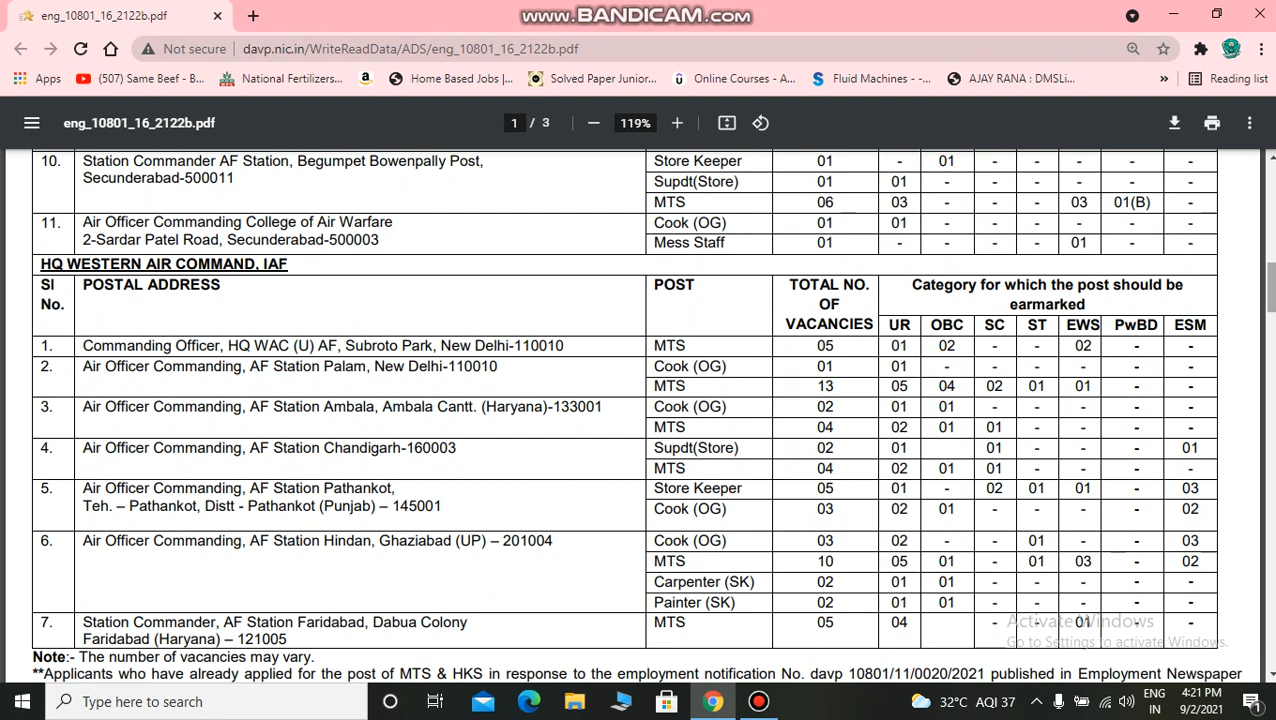 eng_10801_16_2122b.pdf
www.BANDICAM.com
Not secure davp.nic.in/WriteReadData/ADS/eng_10801_16_2122b.pdf
Apps (507) Same Beef - B... National Fertilizers... Home Based Jobs |... Solved Paper Junior... Online Courses - A... Fluid Machines - -... AJAY RANA : DMSLi... » Reading list
eng_10801_16_2122b.pdf 1 / 3 119%
10. Station Commander AF Station, Begumpet Bowenpally Post, Store Keeper 01 - 01 - - - - -
Secunderabad-500011 Supdt(Store) 01 01 - - - - - -
MTS 06 03 - - - 03 01(B) -
11. Air Officer Commanding College of Air Warfare Cook (OG) 01 01 - - - - - -
2-Sardar Patel Road, Secunderabad-500003 Mess Staff 01 - - - - 01 - -
HQ WESTERN AIR COMMAND, IAF
Sl POSTAL ADDRESS POST TOTAL NO. Category for which the post should be
No. OF earmarked
VACANCIES UR OBC SC ST EWS PwBD ESM
1. Commanding Officer, HQ WAC (U) AF, Subroto Park, New Delhi-110010 MTS 05 01 02 - - 02 - -
2. Air Officer Commanding, AF Station Palam, New Delhi-110010 Cook (OG) 01 01 - - - - - -
MTS 13 05 04 02 01 01 - -
3. Air Officer Commanding, AF Station Ambala, Ambala Cantt. (Haryana)-133001 Cook (OG) 02 01 01 - - - - -
MTS 04 02 01 01 - - - -
4. Air Officer Commanding, AF Station Chandigarh-160003 Supdt(Store) 02 01 01 - - - 01
MTS 04 02 01 01 - - - -
5. Air Officer Commanding, AF Station Pathankot, Store Keeper 05 01 - 02 01 01 - 03
Teh. – Pathankot, Distt - Pathankot (Punjab) – 145001 Cook (OG) 03 02 01 - - - - 02
6. Air Officer Commanding, AF Station Hindan, Ghaziabad (UP) – 201004 Cook (OG) 03 02 - - 01 - - 03
MTS 10 05 01 - 01 03 - 02
Carpenter (SK) 02 01 01 - - - - -
Painter (SK) 02 01 01 - - - - -
7. Station Commander, AF Station Faridabad, Dabua Colony MTS 05 04 - - 01 - -
Faridabad (Haryana) – 121005
Activate Windows
Go to Settings to activate Windows.
Note:- The number of vacancies may vary.
**Applicants who have already applied for the post of MTS & HKS in response to the employment notification No. davp 10801/11/0020/2021 published in Employment Newspaper
Type here to search 32°C AQI 37 ENG IN 4:21 PM 9/2/2021 1